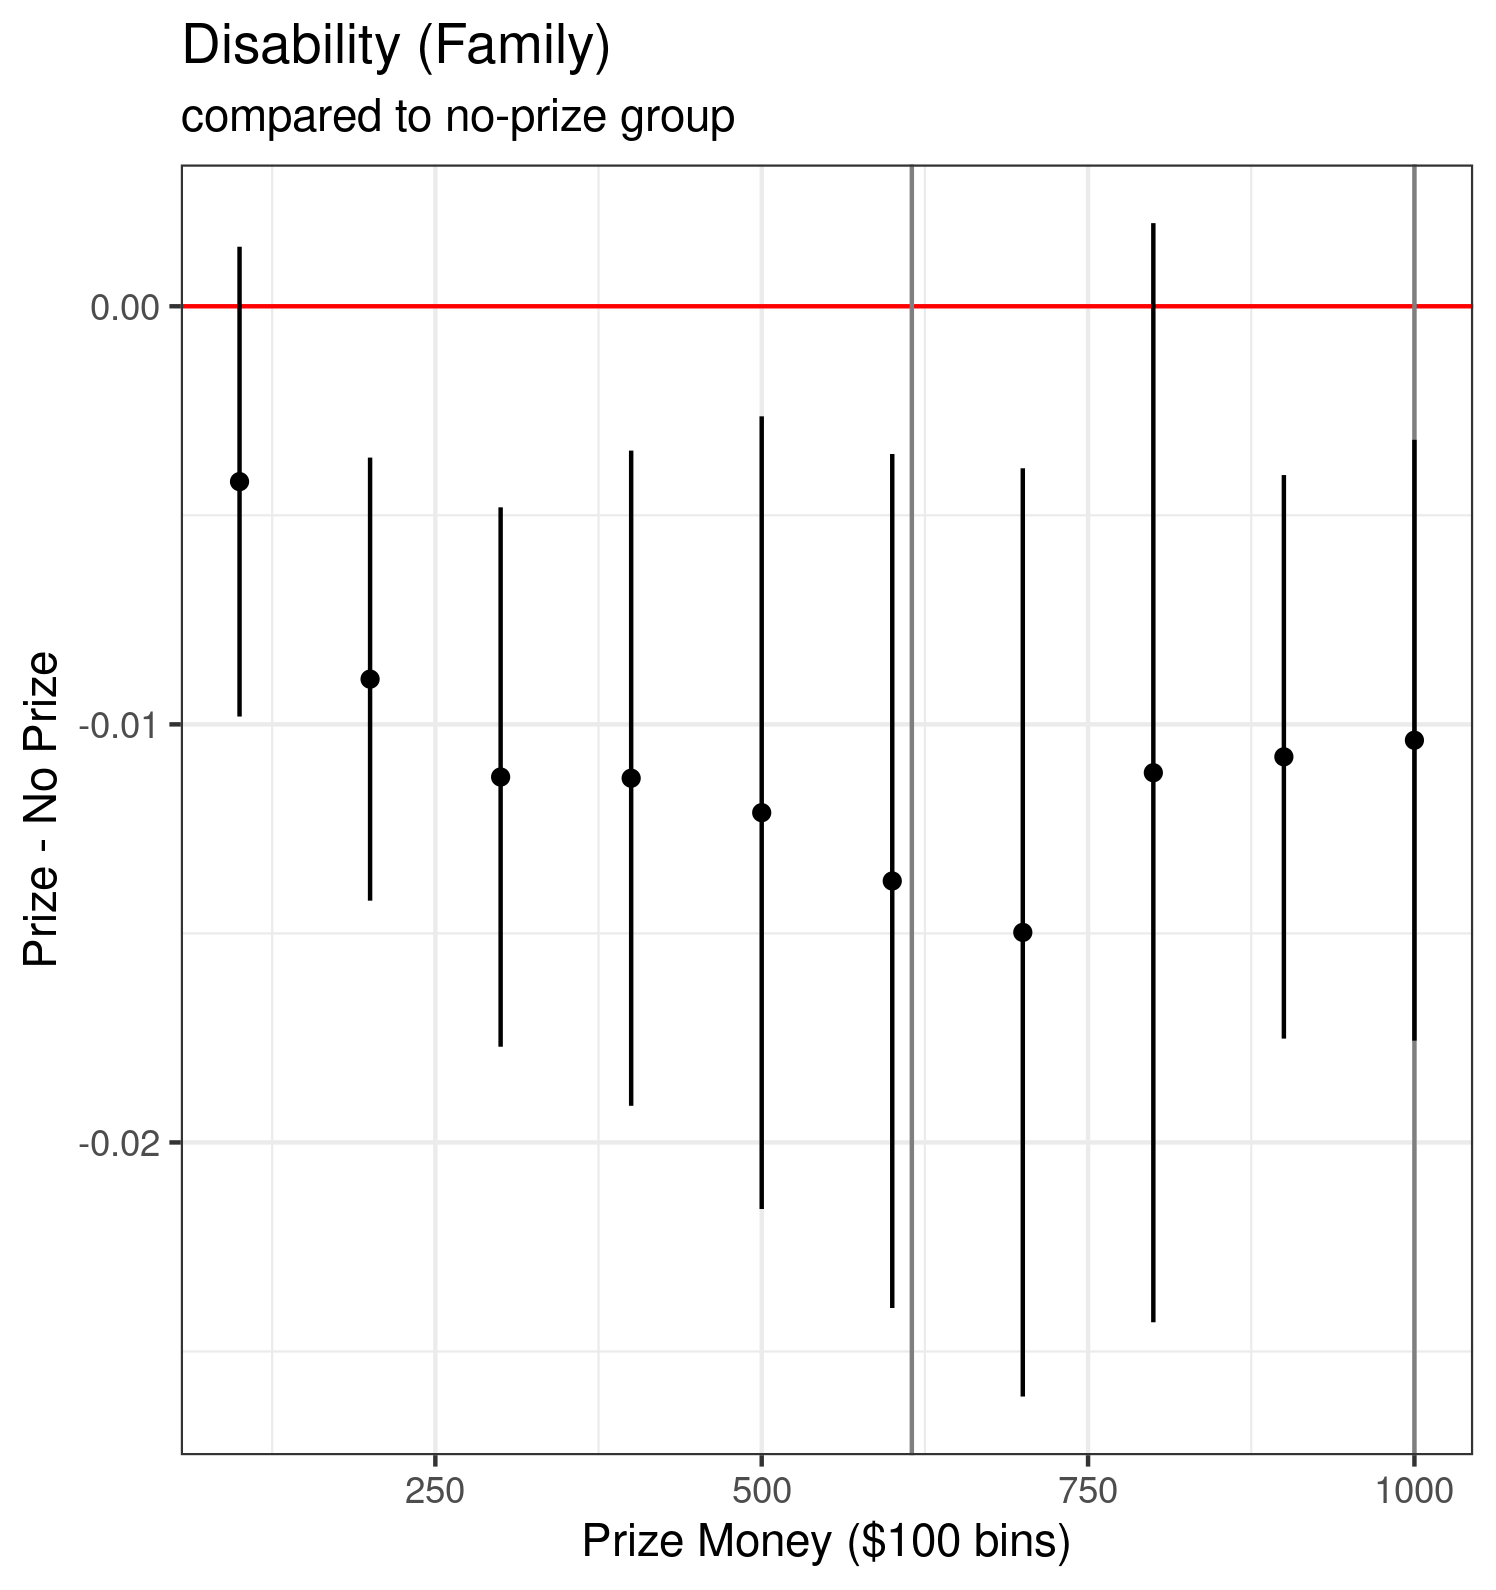 Disability (Family)
compared to no-prize group
0.00
-0.01
-0.02
Prize - No Prize
250 500 750 1000
Prize Money ($100 bins)